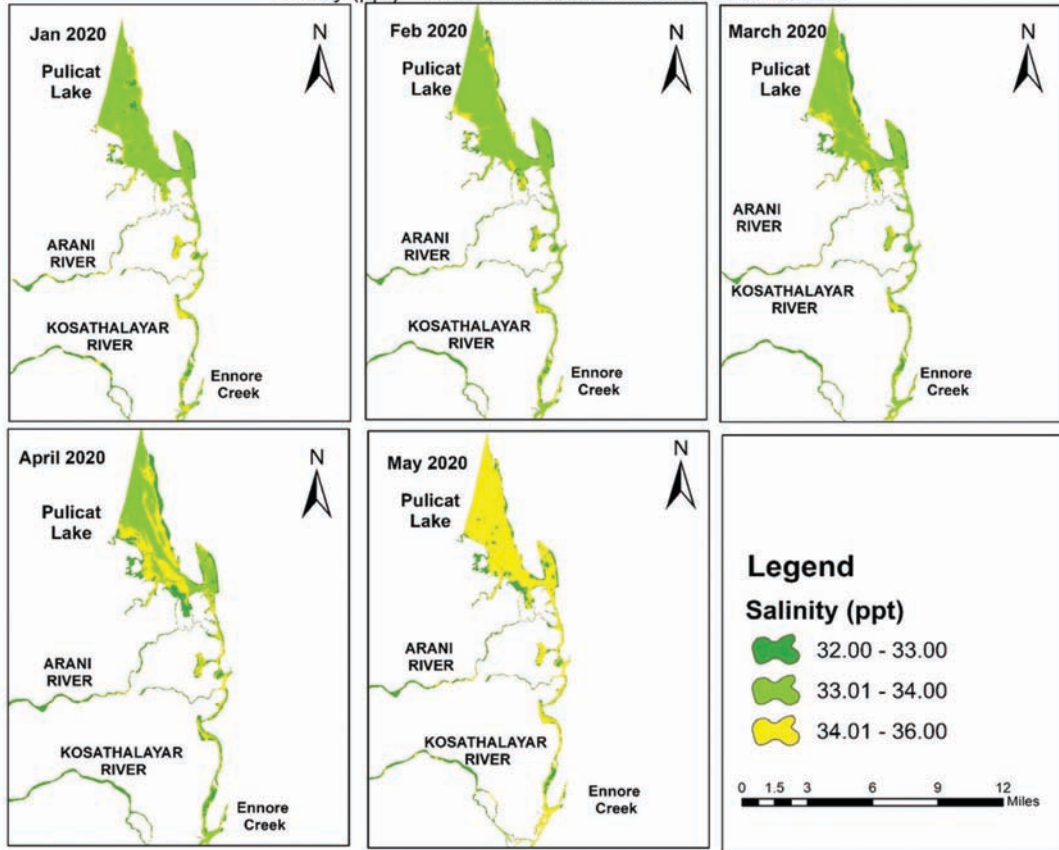 Jan 2020
N
Pulicat
Lake
ARANI
RIVER
KOSATHALAYAR
RIVER
Ennore
Creek
Feb 2020
N
Pulicat
Lake
ARANI
RIVER
KOSATHALAYAR
RIVER
Ennore
Creek
March 2020
N
Pulicat
Lake
ARANI
RIVER
KOSATHALAYAR
RIVER
Ennore
Creek
April 2020
N
Pulicat
Lake
ARANI
RIVER
KOSATHALAYAR
RIVER
Ennore
Creek
May 2020
N
Pulicat
Lake
ARANI
RIVER
KOSATHALAYAR
RIVER
Ennore
Creek
Legend
Salinity (ppt)
32.00 - 33.00
33.01 - 34.00
34.01 - 36.00
0 1.5 3 6 9 12
Miles